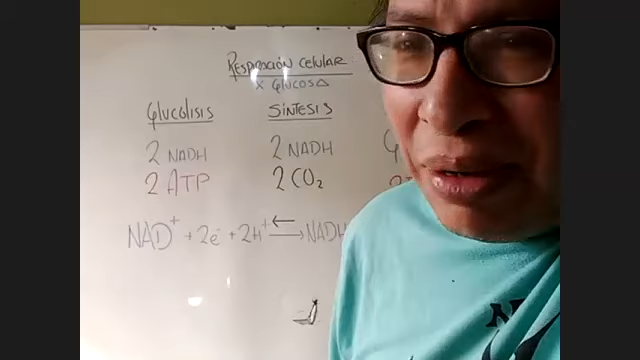 RESPIRACIÓN CELULAR
X GLUCOSA
GLUCOLISIS
SÍNTESIS
2 NADH
2 NADH
2 ATP
2 CO₂
NAD⁺ + 2e⁻ + 2H⁺ ⇄ NADH